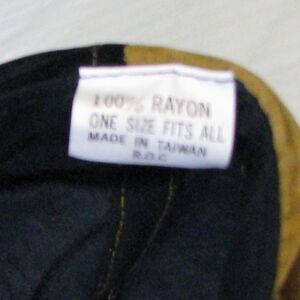 100% RAYON
ONE SIZE FITS ALL
MADE IN TAIWAN
R.O.C.